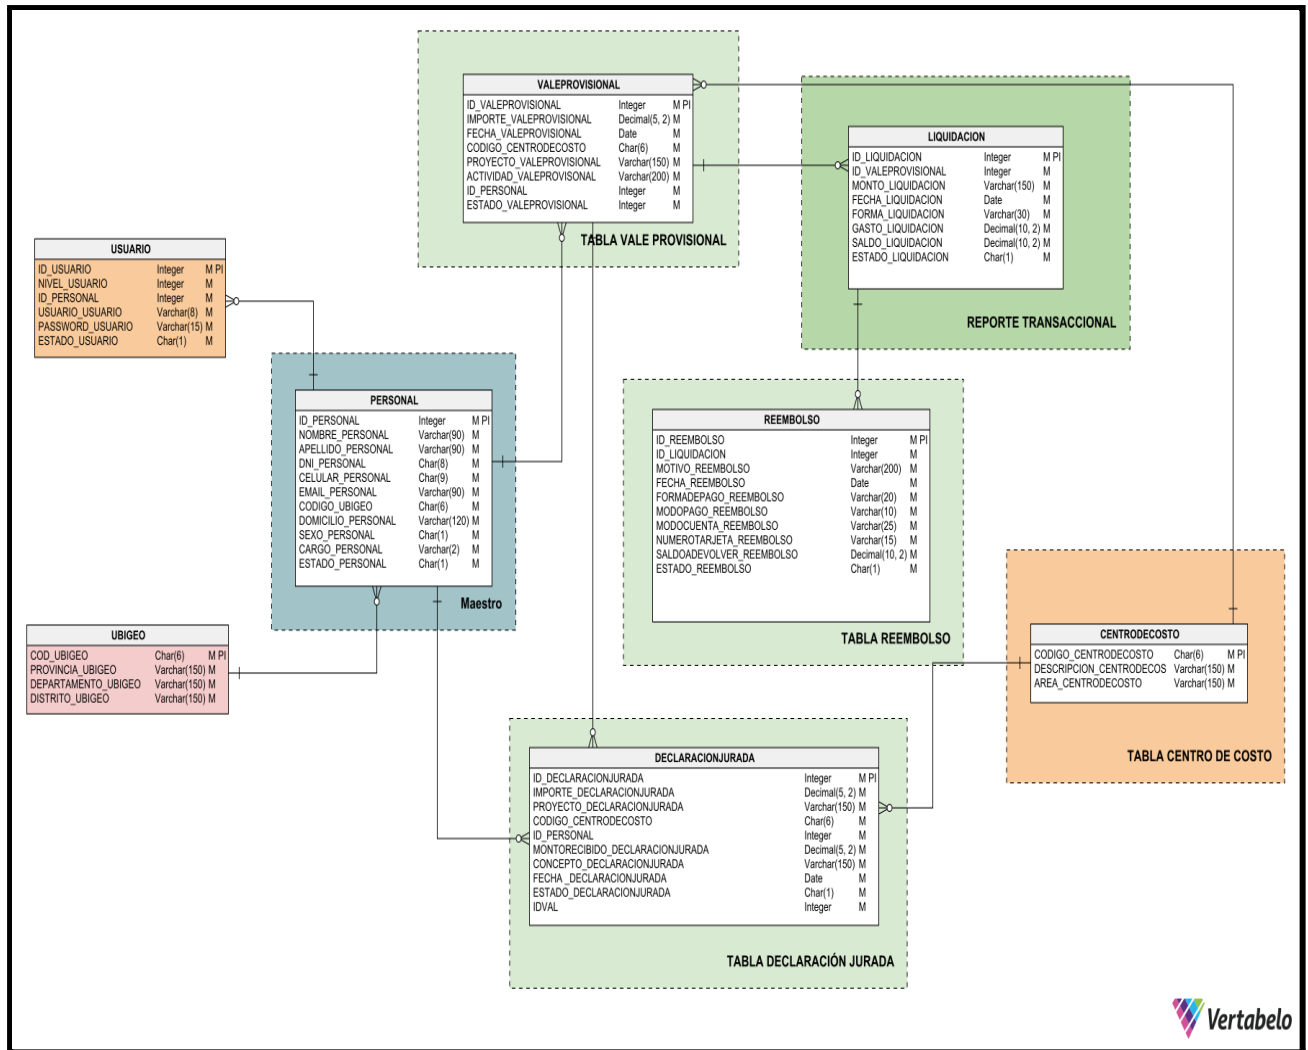 VALEPROVISIONAL
ID_VALEPROVISIONAL Integer M PI
IMPORTE_VALEPROVISIONAL Decimal(5, 2) M
FECHA_VALEPROVISIONAL Date M
CODIGO_CENTRODECOSTO Char(6) M
PROYECTO_VALEPROVISIONAL Varchar(150) M
ACTIVIDAD_VALEPROVISONAL Varchar(200) M
ID_PERSONAL Integer M
ESTADO_VALEPROVISIONAL Integer M
TABLA VALE PROVISIONAL
LIQUIDACION
ID_LIQUIDACION Integer M PI
ID_VALEPROVISIONAL Integer M
MONTO_LIQUIDACION Varchar(150) M
FECHA_LIQUIDACION Date M
FORMA_LIQUIDACION Varchar(30) M
GASTO_LIQUIDACION Decimal(10, 2) M
SALDO_LIQUIDACION Decimal(10, 2) M
ESTADO_LIQUIDACION Char(1) M
REPORTE TRANSACCIONAL
USUARIO
ID_USUARIO Integer M PI
NIVEL_USUARIO Integer M
ID_PERSONAL Integer M
USUARIO_USUARIO Varchar(8) M
PASSWORD_USUARIO Varchar(15) M
ESTADO_USUARIO Char(1) M
PERSONAL
ID_PERSONAL Integer M PI
NOMBRE_PERSONAL Varchar(90) M
APELLIDO_PERSONAL Varchar(90) M
DNI_PERSONAL Char(8) M
CELULAR_PERSONAL Char(9) M
EMAIL_PERSONAL Varchar(90) M
CODIGO_UBIGEO Char(6) M
DOMICILIO_PERSONAL Varchar(120) M
SEXO_PERSONAL Char(1) M
CARGO_PERSONAL Varchar(2) M
ESTADO_PERSONAL Char(1) M
Maestro
REEMBOLSO
ID_REEMBOLSO Integer M PI
ID_LIQUIDACION Integer M
MOTIVO_REEMBOLSO Varchar(200) M
FECHA_REEMBOLSO Date M
FORMADEPAGO_REEMBOLSO Varchar(20) M
MODOPAGO_REEMBOLSO Varchar(10) M
MODOCUENTA_REEMBOLSO Varchar(25) M
NUMEROTARJETA_REEMBOLSO Varchar(15) M
SALDOADEVOLVER_REEMBOLSO Decimal(10, 2) M
ESTADO_REEMBOLSO Char(1) M
TABLA REEMBOLSO
UBIGEO
COD_UBIGEO Char(6) M PI
PROVINCIA_UBIGEO Varchar(150) M
DEPARTAMENTO_UBIGEO Varchar(150) M
DISTRITO_UBIGEO Varchar(150) M
CENTRODECOSTO
CODIGO_CENTRODECOSTO Char(6) M PI
DESCRIPCION_CENTRODECOS Varchar(150) M
AREA_CENTRODECOSTO Varchar(150) M
TABLA CENTRO DE COSTO
DECLARACIONJURADA
ID_DECLARACIONJURADA Integer M PI
IMPORTE_DECLARACIONJURADA Decimal(5, 2) M
PROYECTO_DECLARACIONJURADA Varchar(150) M
CODIGO_CENTRODECOSTO Char(6) M
ID_PERSONAL Integer M
MONTORECIBIDO_DECLARACIONJURADA Decimal(5, 2) M
CONCEPTO_DECLARACIONJURADA Varchar(150) M
FECHA _DECLARACIONJURADA Date M
ESTADO_DECLARACIONJURADA Char(1) M
IDVAL Integer M
TABLA DECLARACIÓN JURADA
Vertabelo